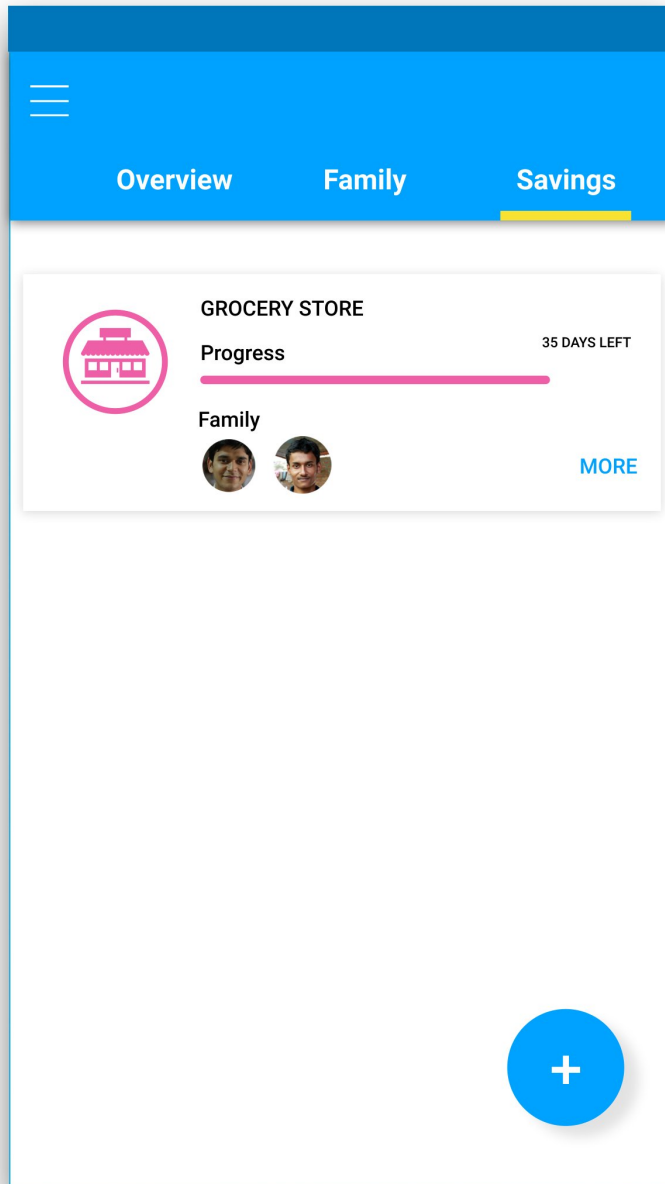 Overview Family Savings
GROCERY STORE
Progress 35 DAYS LEFT
Family
MORE
+